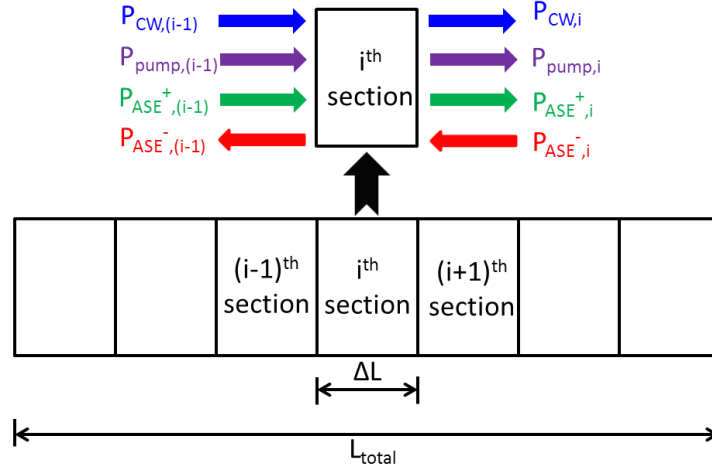 P_CW,(i-1)
P_CW,i
P_pump,(i-1)
P_pump,i
P_ASE^+,(i-1)
P_ASE^+,i
P_ASE^-,(i-1)
P_ASE^-,i
i^th
section
(i-1)^th
section
i^th
section
(i+1)^th
section
ΔL
L_total